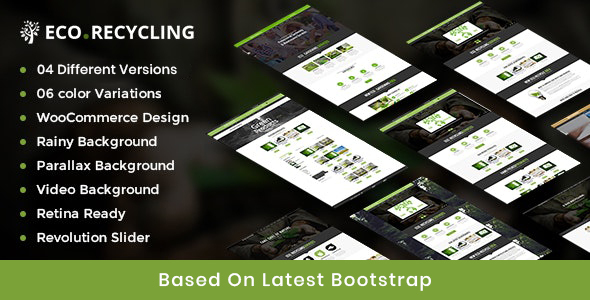 ECO.RECYCLING
04 Different Versions
06 color Variations
WooCommerce Design
Rainy Background
Parallax Background
Video Background
Retina Ready
Revolution Slider
Based On Latest Bootstrap